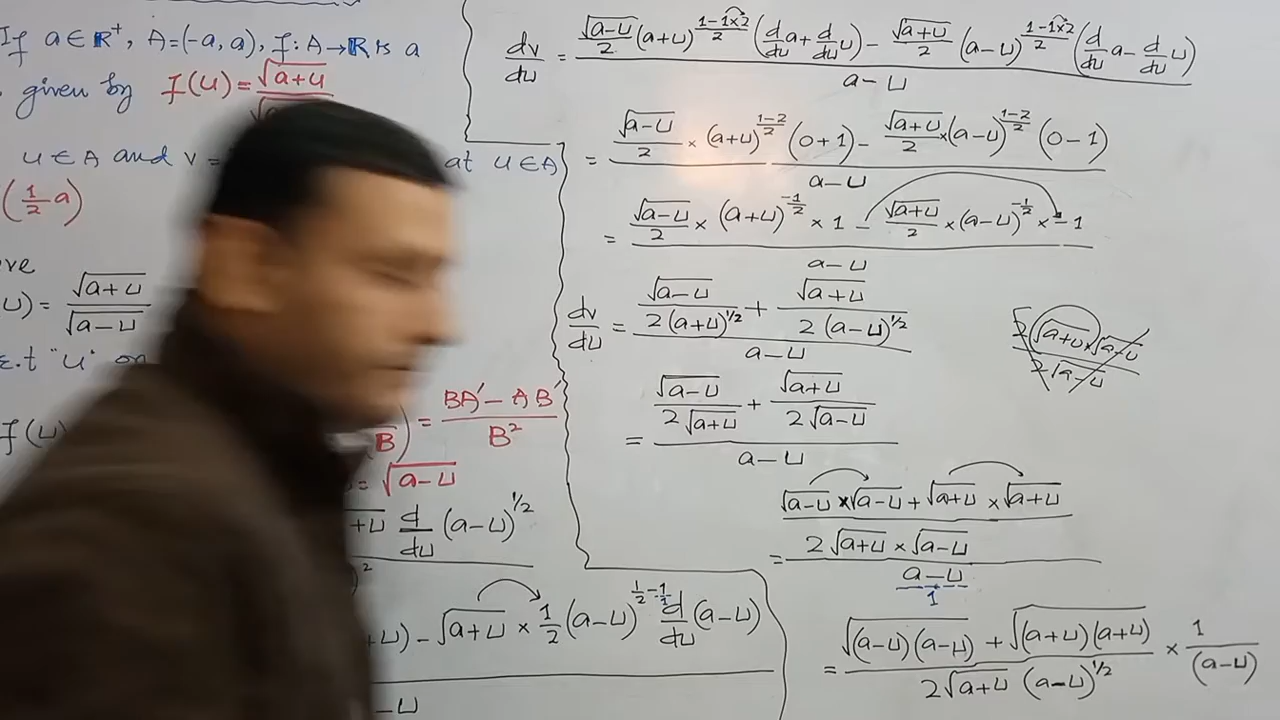 If a ∈ R⁺, A=(-a, a), f: A→R is a
given by f(u) = √(a+u) / √
u ∈ A and v = at u ∈ A
(1/2 a)
u) = √(a+u) / √(a-u)
"u" on
f(u)
B) = (BA' - AB') / B²
= √(a-u)
d/du (a-u)^(1/2)
²
u) - √(a+u) × 1/2 (a-u)^(1/2 - 1) d/du (a-u)
-u
dv/du = [√(a-u)/2 (a+u)^((1-1×2)/2) (d/du a + d/du u) - √(a+u)/2 (a-u)^((1-1×2)/2) (d/du a - d/du u)] / (a-u)
= [√(a-u)/2 × (a+u)^((1-2)/2) (0+1) - √(a+u)/2 × (a-u)^((1-2)/2) (0-1)] / (a-u)
= [√(a-u)/2 × (a+u)^(-1/2) × 1 - √(a+u)/2 × (a-u)^(-1/2) × -1] / (a-u)
dv/du = [√(a-u) / 2(a+u)^(1/2) + √(a+u) / 2(a-u)^(1/2)] / (a-u)
= [√(a-u) / 2√(a+u) + √(a+u) / 2√(a-u)] / (a-u)
= [(√(a-u) × √(a-u) + √(a+u) × √(a+u)) / (2√(a+u) × √(a-u))] / [(a-u)/1]
= [√((a-u)(a-u)) + √((a+u)(a+u))] / [2√(a+u) (a-u)^(1/2)] × 1/(a-u)
2√(a+u) × √(a-u) / 2√(a-u)